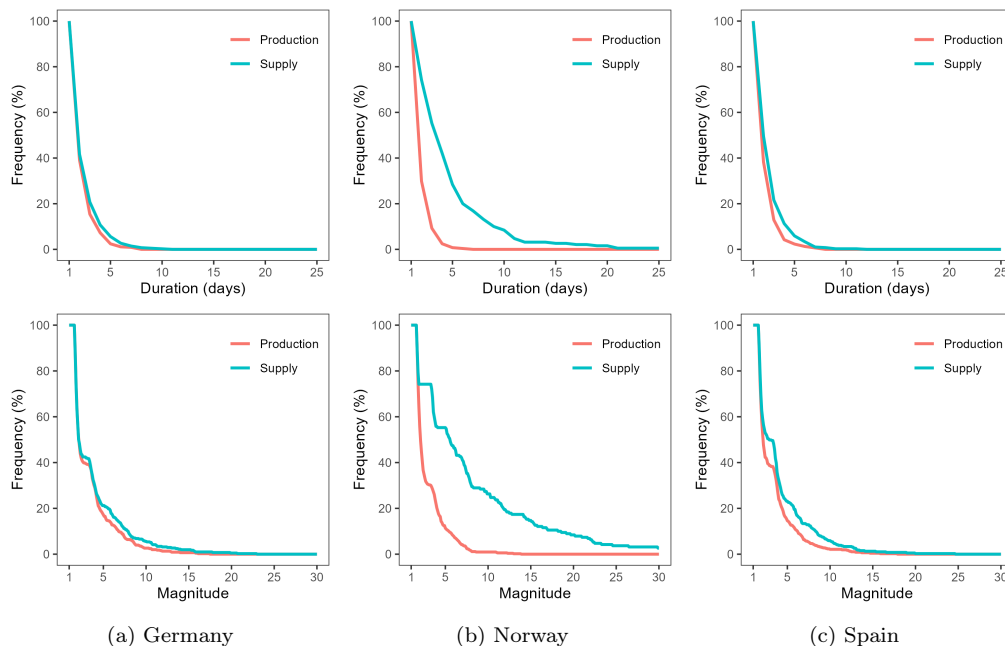 100
80
60
40
20
0
Frequency (%)
Production
Supply
1 5 10 15 20 25
Duration (days)
100
80
60
40
20
0
Frequency (%)
Production
Supply
1 5 10 15 20 25
Duration (days)
100
80
60
40
20
0
Frequency (%)
Production
Supply
1 5 10 15 20 25
Duration (days)
100
80
60
40
20
0
Frequency (%)
Production
Supply
1 5 10 15 20 25 30
Magnitude
100
80
60
40
20
0
Frequency (%)
Production
Supply
1 5 10 15 20 25 30
Magnitude
100
80
60
40
20
0
Frequency (%)
Production
Supply
1 5 10 15 20 25 30
Magnitude
(a) Germany
(b) Norway
(c) Spain